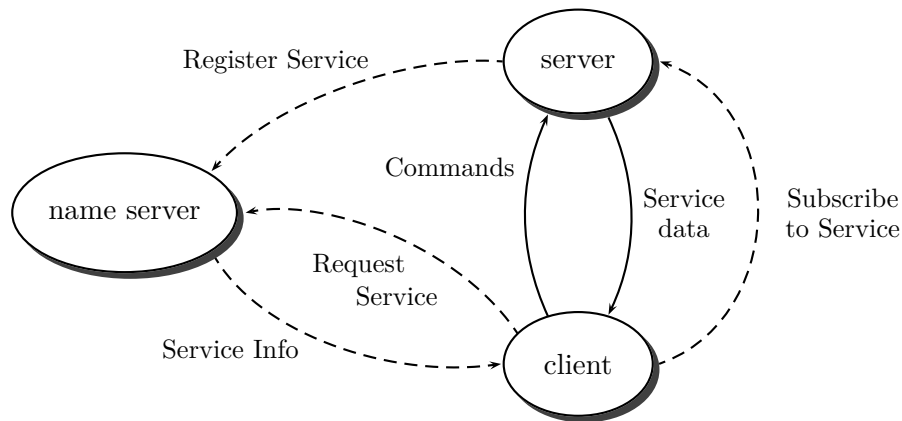 server
Register Service
Commands
name server
Service
data
Subscribe
to Service
Request
Service
Service Info
client